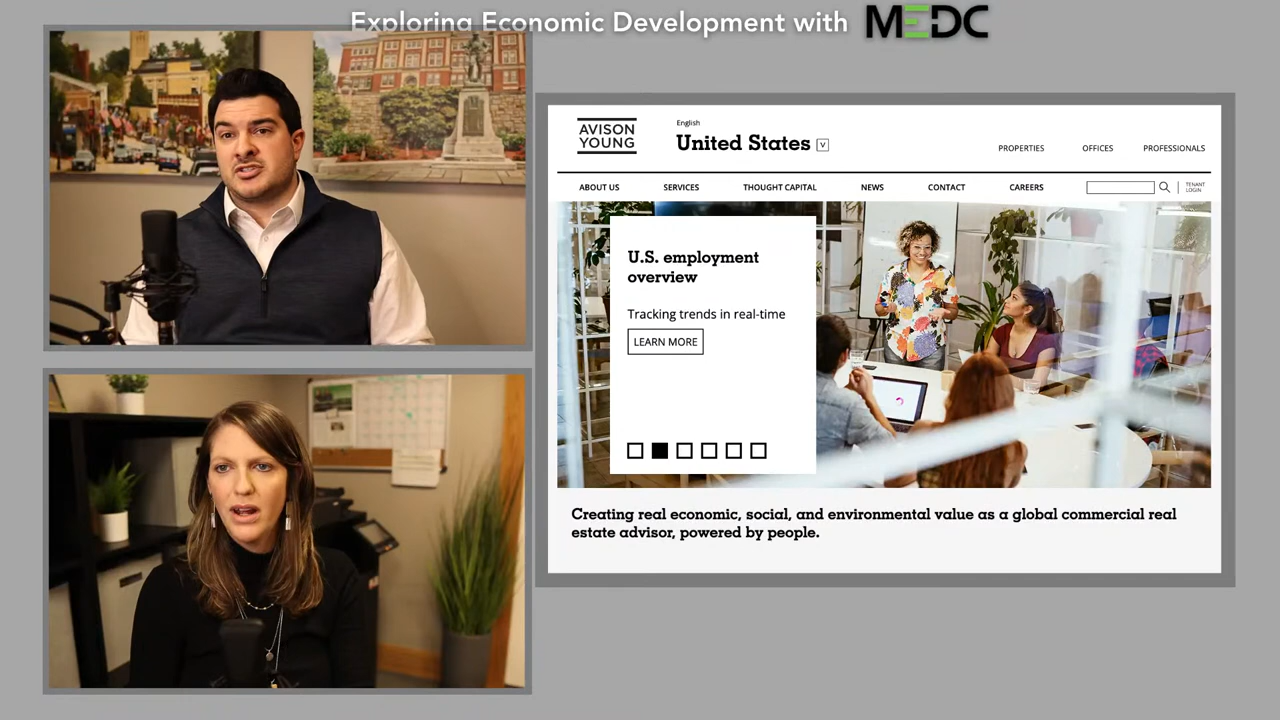 Exploring Economic Development with MEDC
AVISON
YOUNG
English
United States V
PROPERTIES OFFICES PROFESSIONALS
ABOUT US SERVICES THOUGHT CAPITAL NEWS CONTACT CAREERS
TENANT
LOGIN
U.S. employment
overview
Tracking trends in real-time
LEARN MORE
Creating real economic, social, and environmental value as a global commercial real
estate advisor, powered by people.